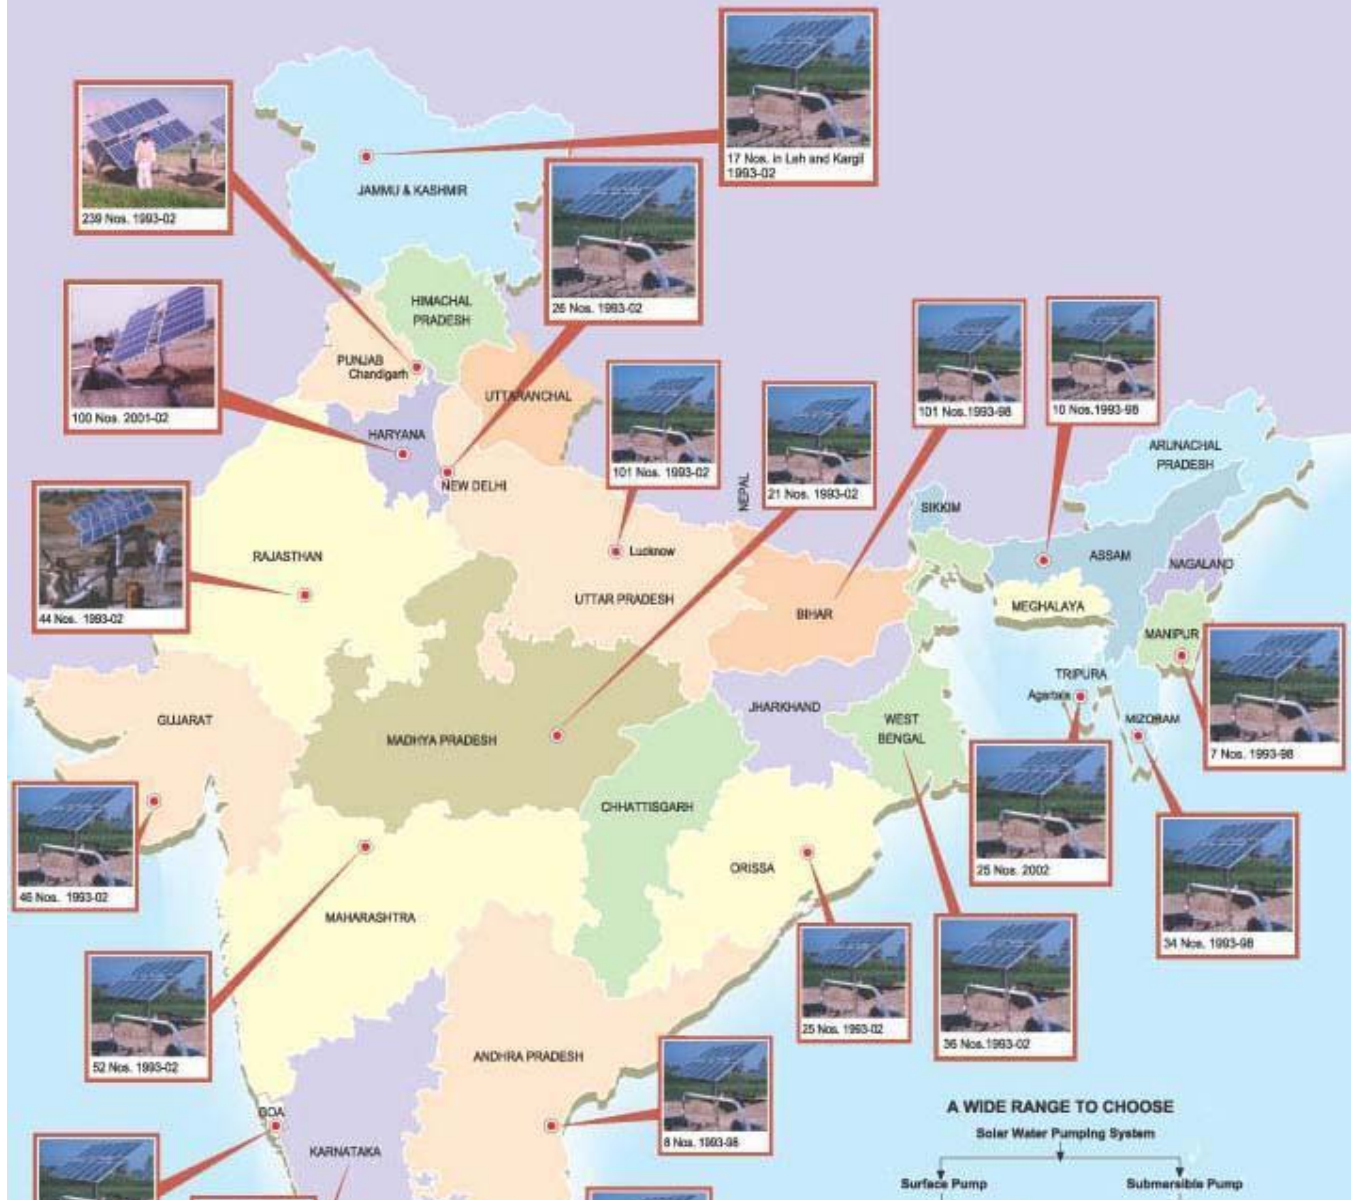 17 Nos. in Leh and Kargil
1993-02
JAMMU & KASHMIR
239 Nos. 1993-02
HIMACHAL
PRADESH
26 Nos. 1993-02
PUNJAB
Chandigarh
UTTARANCHAL
100 Nos. 2001-02
HARYANA
NEW DELHI
101 Nos. 1993-02
21 Nos. 1993-02
NEPAL
101 Nos.1993-98
10 Nos.1993-98
ARUNACHAL
PRADESH
SIKKIM
RAJASTHAN
Lucknow
ASSAM
NAGALAND
UTTAR PRADESH
BIHAR
MEGHALAYA
44 Nos. 1993-02
MANIPUR
TRIPURA
Agartala
GUJARAT
MADHYA PRADESH
JHARKHAND
WEST
BENGAL
MIZORAM
7 Nos. 1993-98
CHHATTISGARH
ORISSA
25 Nos. 2002
46 Nos. 1993-02
MAHARASHTRA
34 Nos. 1993-98
25 Nos. 1993-02
36 Nos.1993-02
52 Nos. 1993-02
ANDHRA PRADESH
GOA
8 Nos. 1993-98
KARNATAKA
A WIDE RANGE TO CHOOSE
Solar Water Pumping System
Surface Pump
Submersible Pump